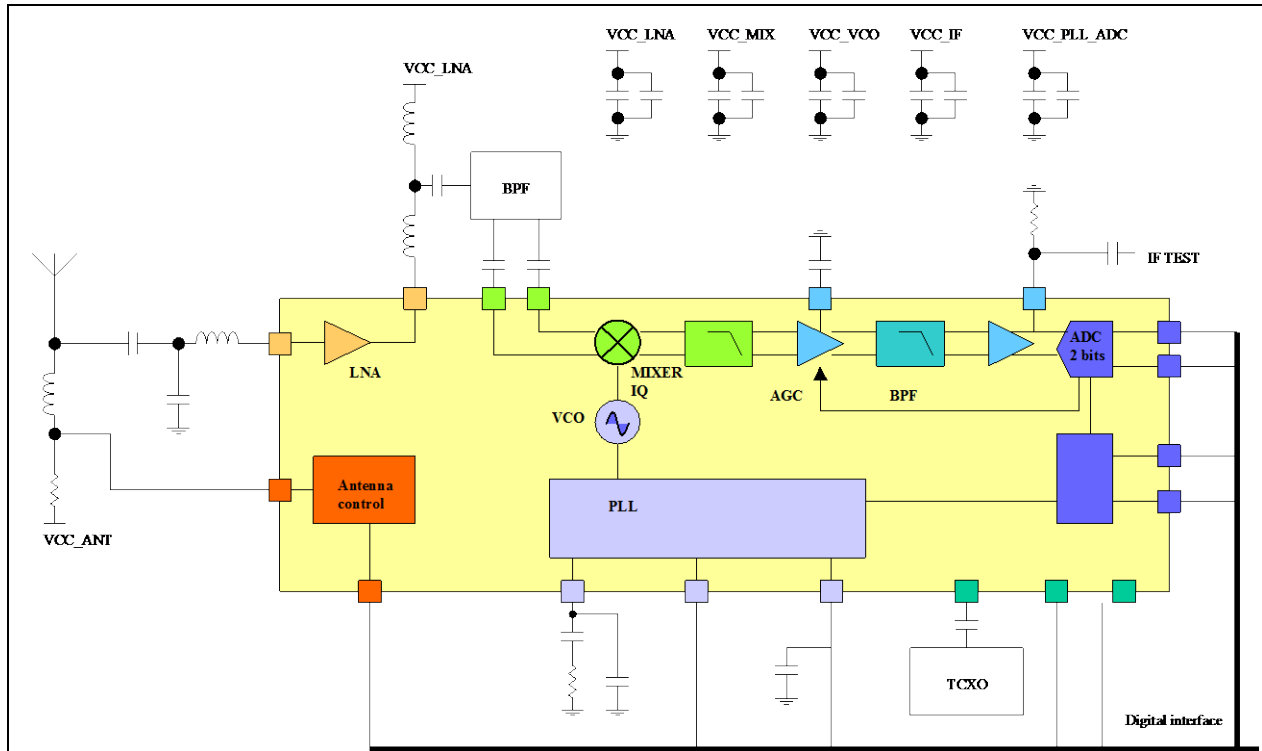 VCC_LNA
VCC_MIX
VCC_VCO
VCC_IF
VCC_PLL_ADC
VCC_LNA
BPF
IF TEST
LNA
MIXER
IQ
ADC
2 bits
AGC
BPF
VCO
Antenna
control
PLL
VCC_ANT
TCXO
Digital interface